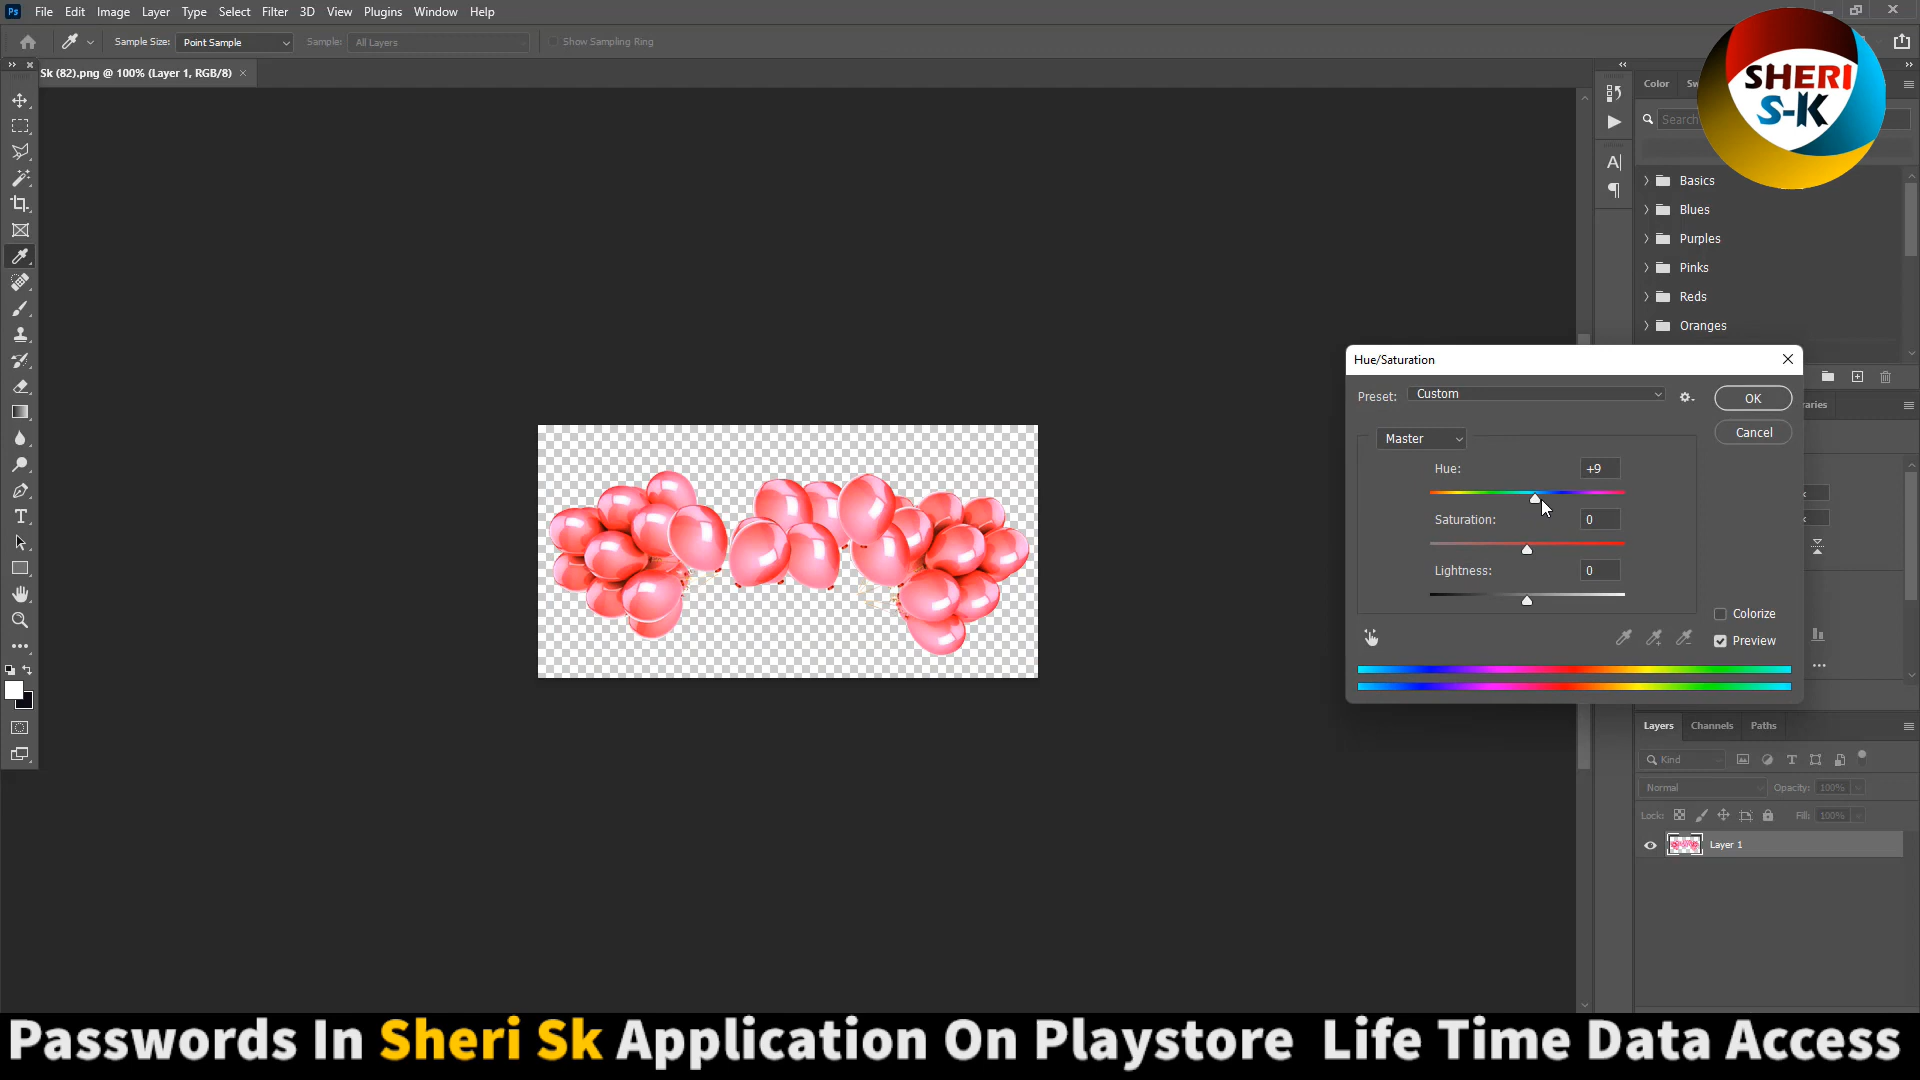 Ps File Edit Image Layer Type Select Filter 3D View Plugins Window Help
Sample Size: Point Sample Sample: All Layers Show Sampling Ring
Sk (82).png @ 100% (Layer 1, RGB/8)
SHERI
S-K
Color
Search
Basics
Blues
Purples
Pinks
Reds
Oranges
Hue/Saturation
Preset: Custom
OK
Cancel
Master
Hue: +9
Saturation: 0
Lightness: 0
Colorize
Preview
Layers Channels Paths
Kind
Normal Opacity: 100%
Lock: Fill: 100%
Layer 1
Passwords In Sheri Sk Application On Playstore Life Time Data Access